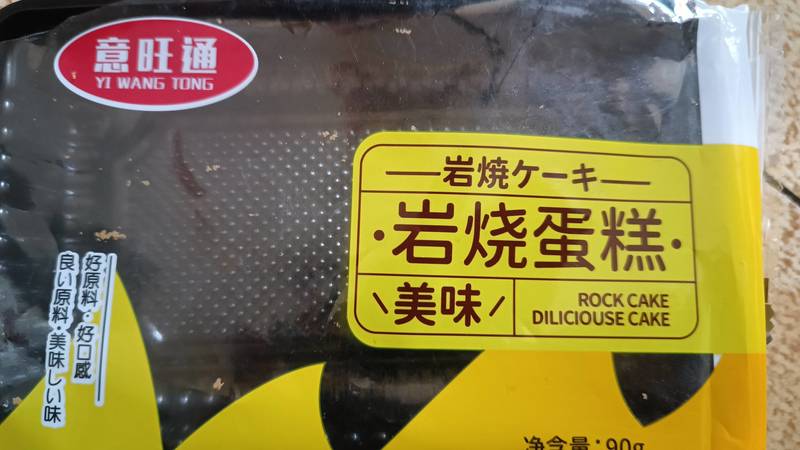 意旺通
YI WANG TONG
岩焼ケーキ
·岩烧蛋糕·
\美味/
ROCK CAKE
DILICIOUSE CAKE
好原料·好口感
良い原料·美味しい味
净含量:90g